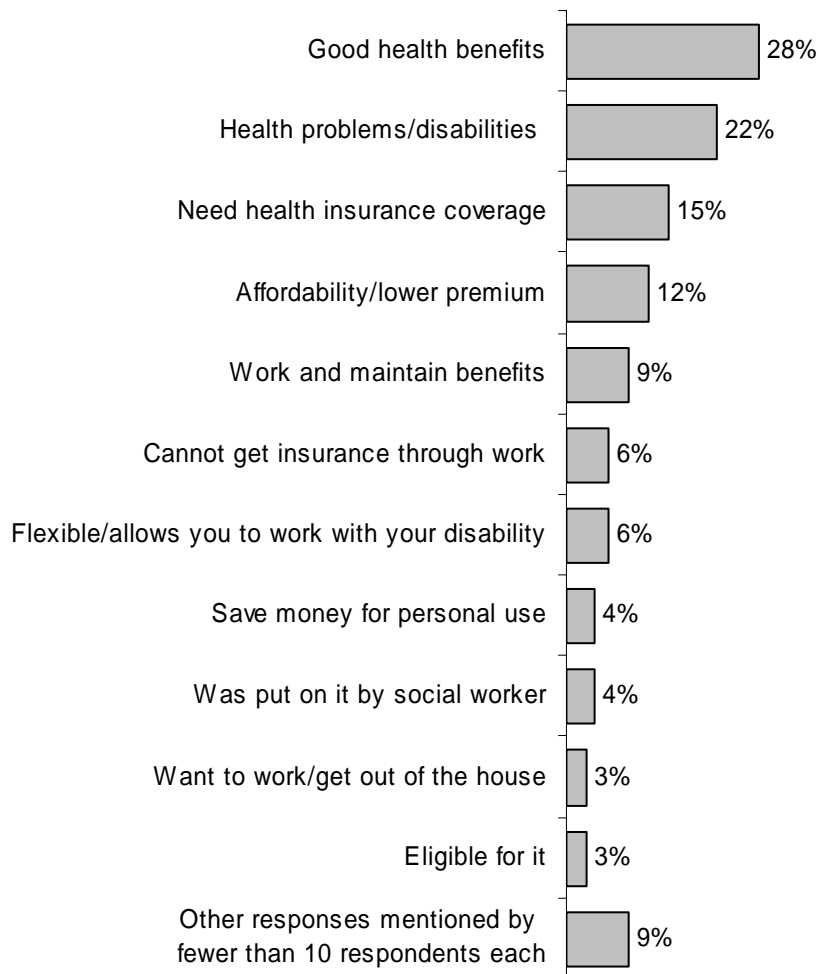 Good health benefits 28%
Health problems/disabilities 22%
Need health insurance coverage 15%
Affordability/lower premium 12%
Work and maintain benefits 9%
Cannot get insurance through work 6%
Flexible/allows you to work with your disability 6%
Save money for personal use 4%
Was put on it by social worker 4%
Want to work/get out of the house 3%
Eligible for it 3%
Other responses mentioned by
fewer than 10 respondents each 9%